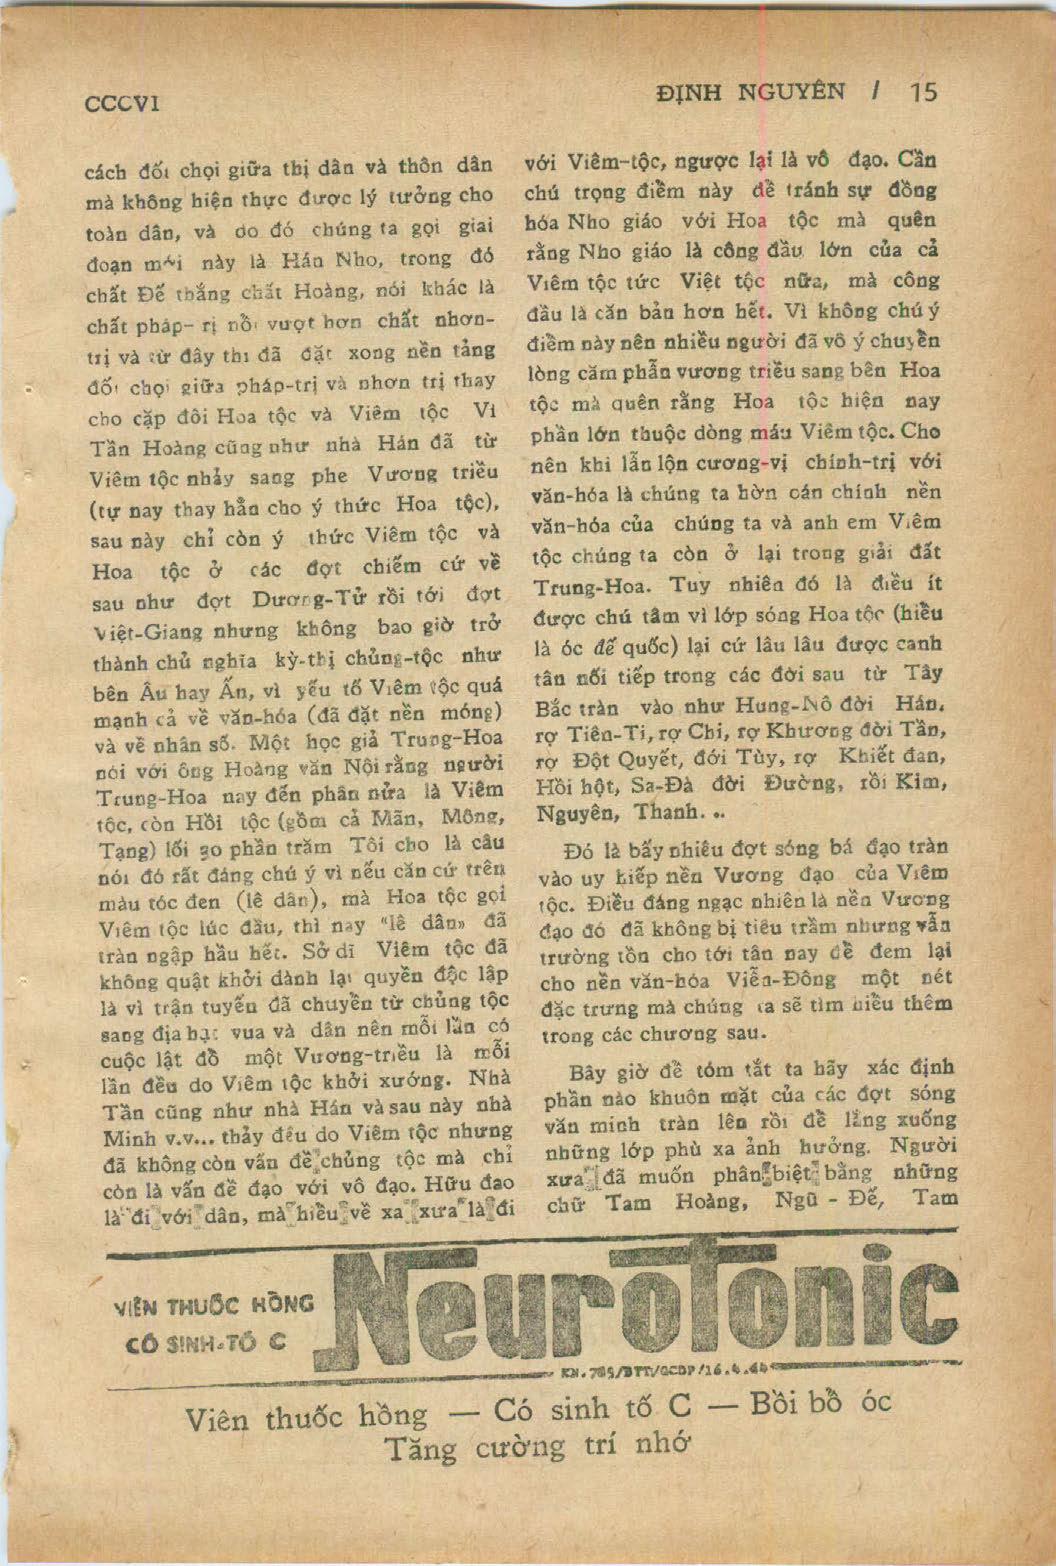 CCCVI
ĐỊNH NGUYÊN / 15
cách đối chọi giữa thị dân và thôn dân
mà không hiện thực được lý tưởng cho
toàn dân, và do đó chúng ta gọi giai
đoạn mới này là Hán Nho, trong đó
chất Đế thắng chất Hoàng, nói khác là
chất pháp-trị nổi vượt hơn chất nhơn-
trị và từ đây thì đã đặt xong nền tảng
đối chọi giữa pháp-trị và nhơn trị thay
cho cặp đôi Hoa tộc và Viêm tộc Vì
Tần Hoàng cũng như nhà Hán đã từ
Viêm tộc nhảy sang phe Vương triều
(tự nay thay hẳn cho ý thức Hoa tộc),
sau này chỉ còn ý thức Viêm tộc và
Hoa tộc ở các đợt chiếm cứ về
sau như đợt Dương-Tử rồi tới đợt
Việt-Giang nhưng không bao giờ trở
thành chủ nghĩa kỳ-thị chủng-tộc như
bên Âu hay Ấn, vì yếu tố Viêm tộc quá
mạnh cả về văn-hóa (đã đặt nền móng)
và về nhân số. Một học giả Trung-Hoa
nói với ông Hoàng văn Nội rằng người
Trung-Hoa nay đến phân nửa là Viêm
tộc, còn Hồi tộc (gồm cả Mãn, Mông,
Tạng) lối 30 phần trăm Tôi cho là câu
nói đó rất đáng chú ý vì nếu căn cứ trên
màu tóc đen (lê dân), mà Hoa tộc gọi
Viêm tộc lúc đầu, thì nay “lê dân» đã
tràn ngập hầu hết. Sở dĩ Viêm tộc đã
không quật khởi dành lại quyền độc lập
là vì trận tuyến đã chuyển từ chủng tộc
sang địa hạt vua và dân nên mỗi lần có
cuộc lật đổ một Vương-triều là mỗi
lần đều do Viêm tộc khởi xướng. Nhà
Tần cũng như nhà Hán và sau này nhà
Minh v.v... thảy đều do Viêm tộc nhưng
đã không còn vấn đề chủng tộc mà chỉ
còn là vấn đề đạo với vô đạo. Hữu đạo
là đi với dân, mà hiểu về xa xưa là đi
với Viêm-tộc, ngược lại là vô đạo. Cần
chú trọng điểm này để tránh sự đồng
hóa Nho giáo với Hoa tộc mà quên
rằng Nho giáo là công đầu lớn của cả
Viêm tộc tức Việt tộc nữa, mà công
đầu là căn bản hơn hết. Vì không chú ý
điểm này nên nhiều người đã vô ý chuyển
lòng căm phẫn vương triều sang bên Hoa
tộc mà quên rằng Hoa tộc hiện nay
phần lớn thuộc dòng máu Viêm tộc. Cho
nên khi lẫn lộn cương-vị chính-trị với
văn-hóa là chúng ta hờn oán chính nền
văn-hóa của chúng ta và anh em Viêm
tộc chúng ta còn ở lại trong giải đất
Trung-Hoa. Tuy nhiên đó là điều ít
được chú tâm vì lớp sóng Hoa tộc (hiểu
là óc đế quốc) lại cứ lâu lâu được canh
tân nối tiếp trong các đời sau từ Tây
Bắc tràn vào như Hung-Nô đời Hán,
rợ Tiên-Ti, rợ Chi, rợ Khương đời Tần,
rợ Đột Quyết, đới Tùy, rợ Khiết đan,
Hồi hột, Sa-Đà đời Đường, rồi Kim,
Nguyên, Thanh...
Đó là bấy nhiêu đợt sóng bá đạo tràn
vào uy hiếp nền Vương đạo của Viêm
tộc. Điều đáng ngạc nhiên là nền Vương
đạo đó đã không bị tiêu trầm nhưng vẫn
trường tồn cho tới tân nay để đem lại
cho nền văn-hóa Viễn-Đông một nét
đặc trưng mà chúng ta sẽ tìm hiểu thêm
trong các chương sau.
Bây giờ để tóm tắt ta hãy xác định
phần nào khuôn mặt của các đợt sóng
văn minh tràn lên rồi để lắng xuống
những lớp phù xa ảnh hưởng. Người
xưa đã muốn phân biệt bằng những
chữ Tam Hoàng, Ngũ - Đế, Tam
VIÊN THUỐC HỒNG
CÓ SINH-TỐ C
NeuroTonic
KN. 785/BTT/GCDP/16.4.64
Viên thuốc hồng — Có sinh tố C — Bồi bổ óc
Tăng cường trí nhớ